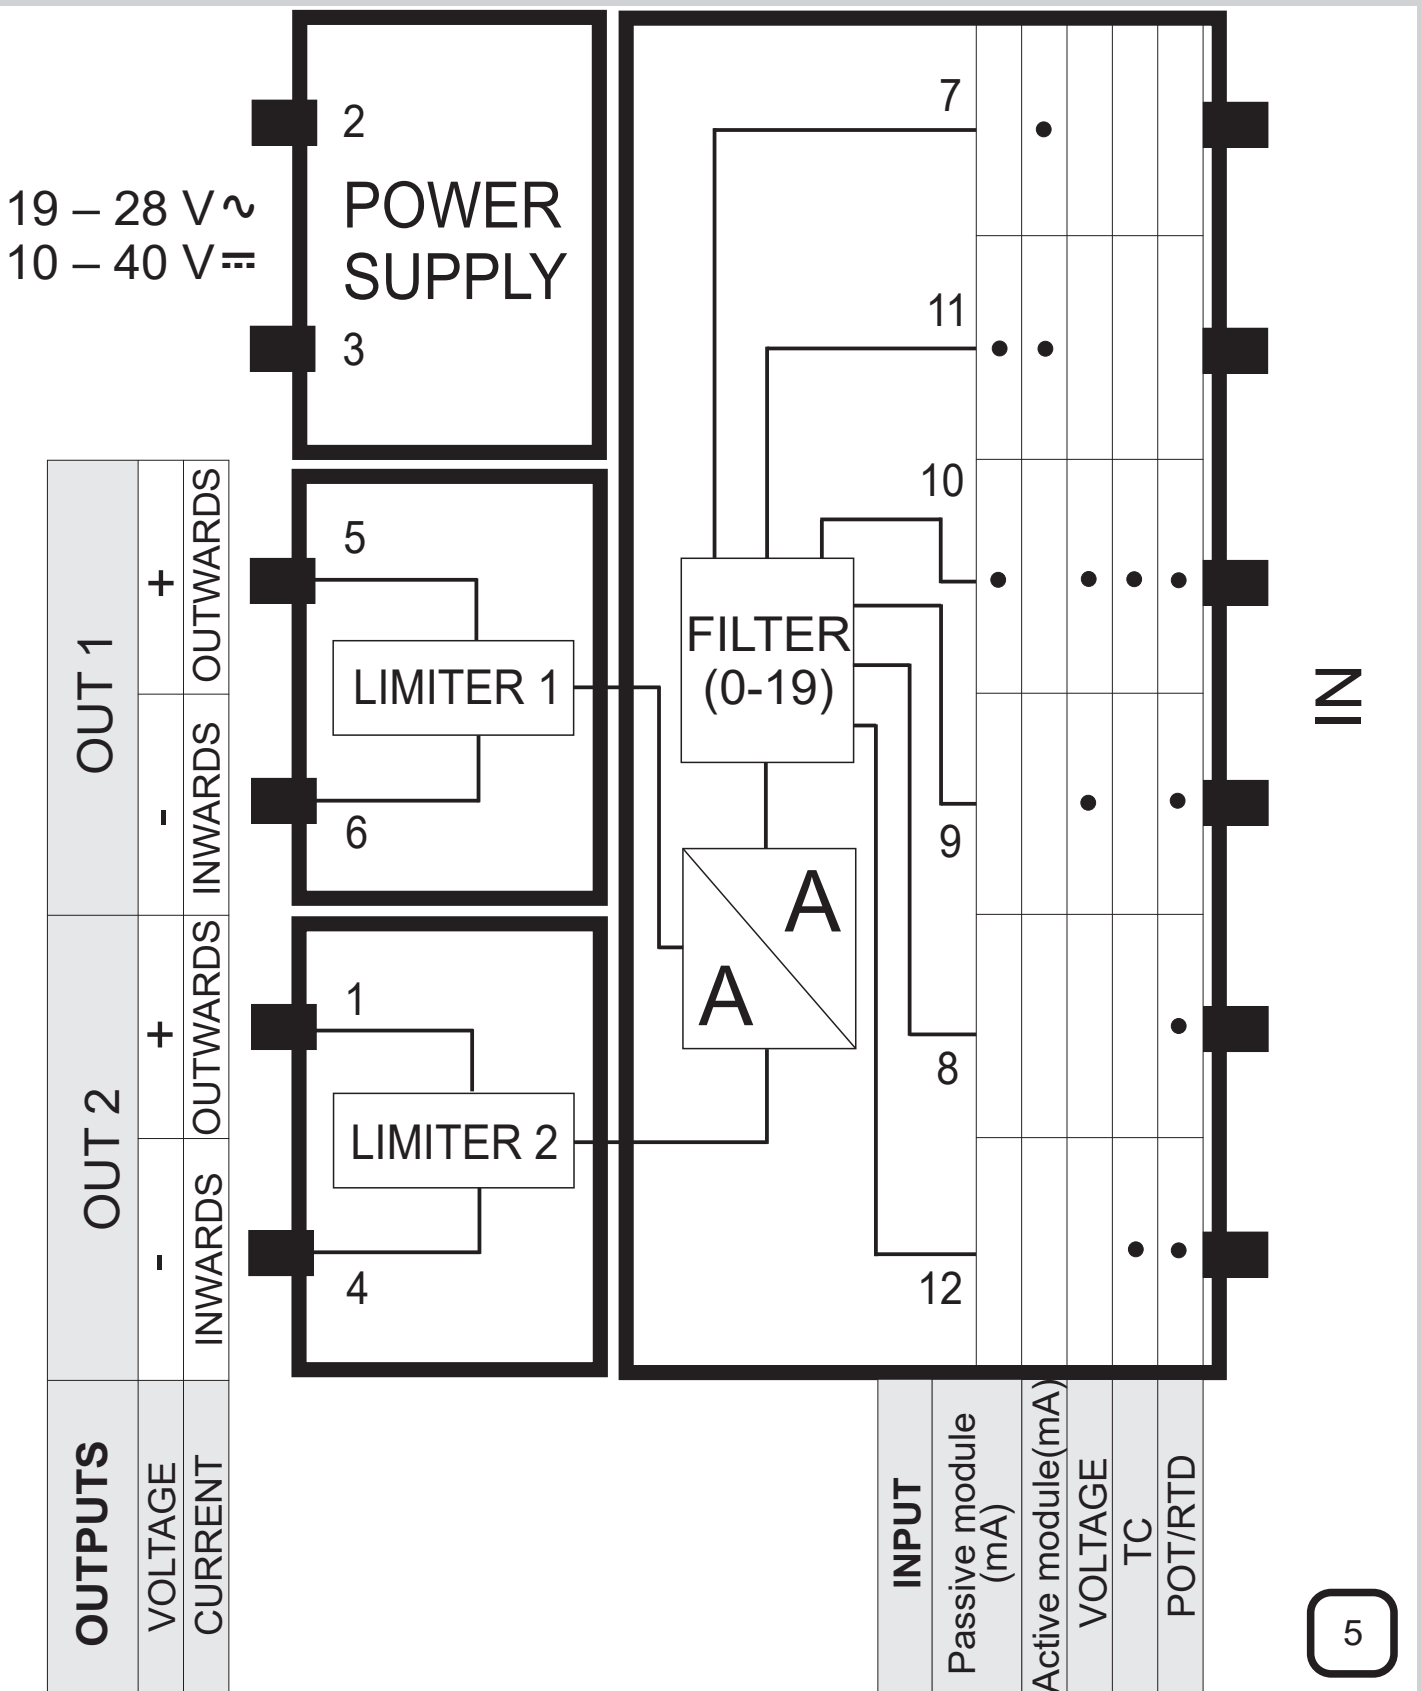 2
19 – 28 V∼
10 – 40 V⎓
POWER
SUPPLY
3
7
11
10
5
LIMITER 1
6
1
LIMITER 2
4
FILTER
(0-19)
A
A
9
8
12
IN
OUT 1
+
OUTWARDS
-
INWARDS
OUT 2
+
OUTWARDS
-
INWARDS
OUTPUTS
VOLTAGE
CURRENT
INPUT
Passive module
(mA)
Active module(mA)
VOLTAGE
TC
POT/RTD
5